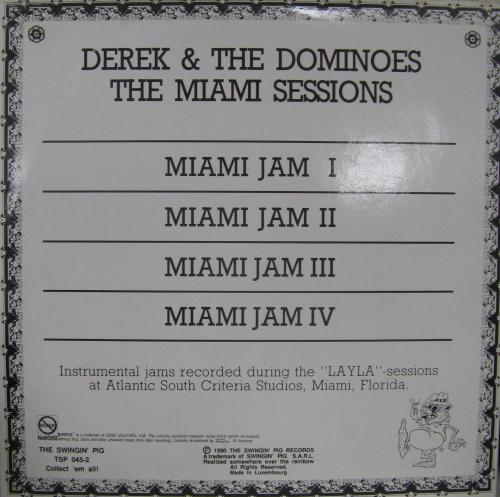 DEREK & THE DOMINOES
THE MIAMI SESSIONS
MIAMI JAM I
MIAMI JAM II
MIAMI JAM III
MIAMI JAM IV
Instrumental jams recorded during the "LAYLA"-sessions
at Atlantic South Criteria Studios, Miami, Florida.
NoNOISE
THE SWINGIN' PIG
TSP 045-2
Collect 'em all!
© 1990 THE SWINGIN' PIG RECORDS
A trademark of SWINGIN' PIG S.A.R.L.
Realized somewhere over the rainbow
All Rights Reserved.
Made in Luxembourg